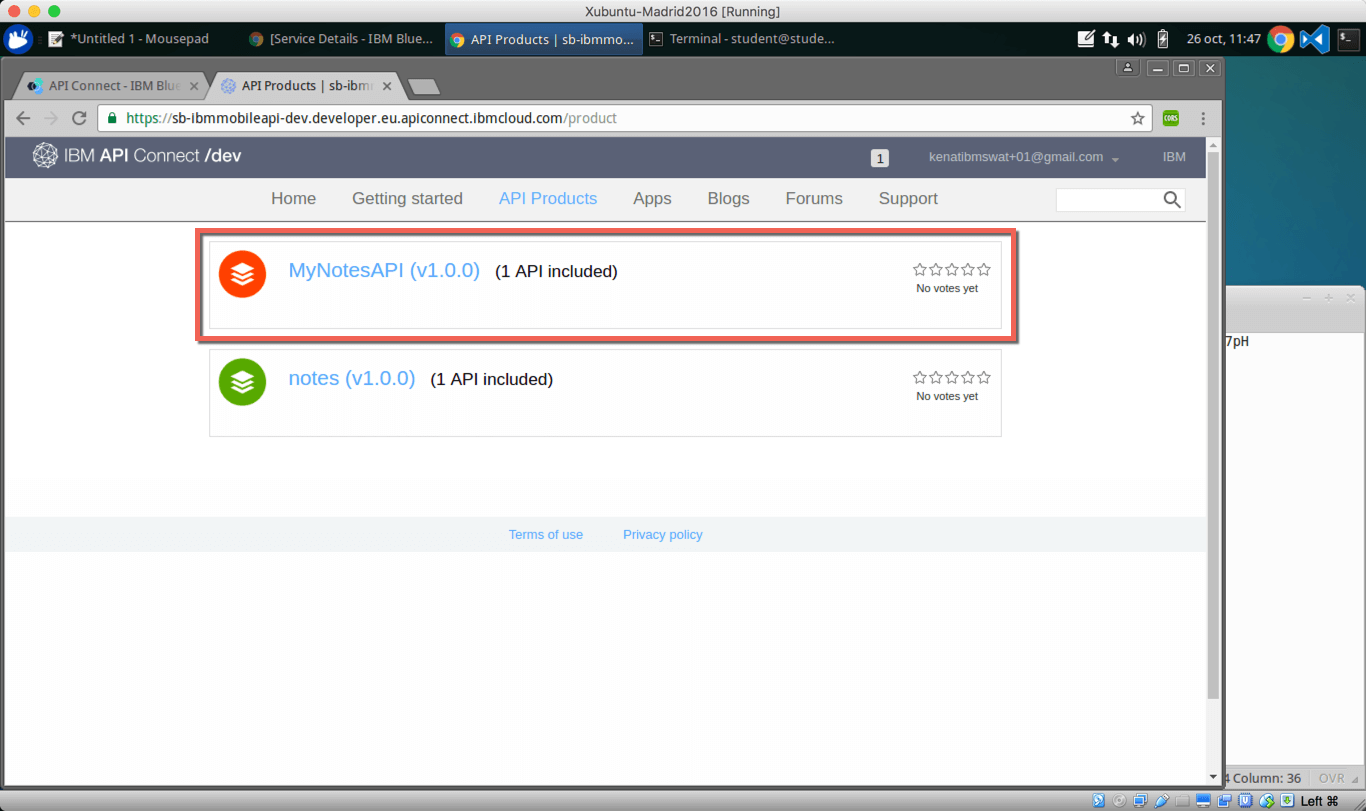 Xubuntu-Madrid2016 [Running]
*Untitled 1 - Mousepad
[Service Details - IBM Blue...
API Products | sb-ibmmo...
Terminal - student@stude...
26 oct, 11:47
API Connect - IBM Blue
API Products | sb-ibmm
https://sb-ibmmobileapi-dev.developer.eu.apiconnect.ibmcloud.com/product
CORS
IBM API Connect /dev
1
kenatibmswat+01@gmail.com
IBM
Home
Getting started
API Products
Apps
Blogs
Forums
Support
MyNotesAPI (v1.0.0) (1 API included)
No votes yet
7pH
notes (v1.0.0) (1 API included)
No votes yet
Terms of use
Privacy policy
4 Column: 36
OVR
Left ⌘